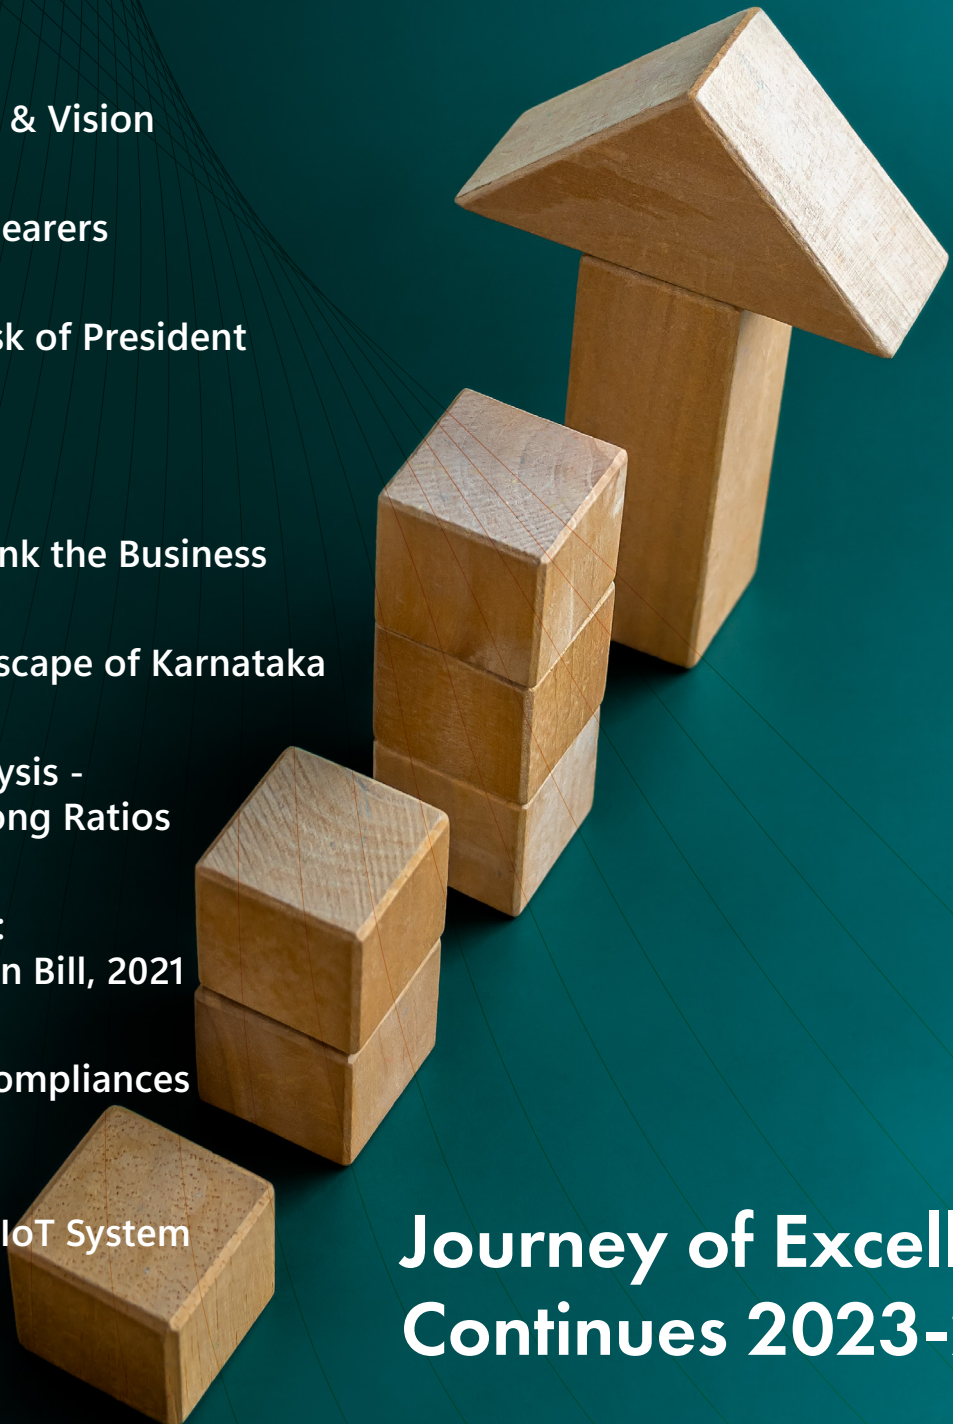 & Vision
earers
sk of President
nk the Business
scape of Karnataka
ysis -
ong Ratios
:
n Bill, 2021
ompliances
IoT System
Journey of Excell
Continues 2023-